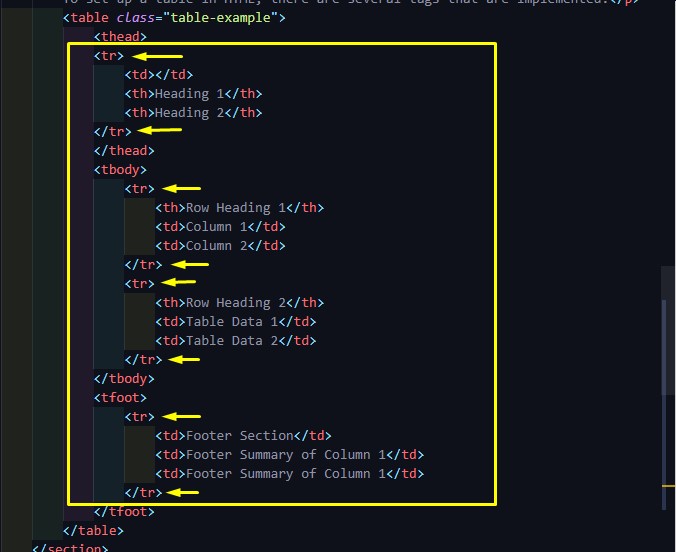 To set up a table in HTML, there are several tags that are implemented.</p>
<table class="table-example">
<thead>
<tr>
<td></td>
<th>Heading 1</th>
<th>Heading 2</th>
</tr>
</thead>
<tbody>
<tr>
<th>Row Heading 1</th>
<td>Column 1</td>
<td>Column 2</td>
</tr>
<tr>
<th>Row Heading 2</th>
<td>Table Data 1</td>
<td>Table Data 2</td>
</tr>
</tbody>
<tfoot>
<tr>
<td>Footer Section</td>
<td>Footer Summary of Column 1</td>
<td>Footer Summary of Column 1</td>
</tr>
</tfoot>
</table>
</section>